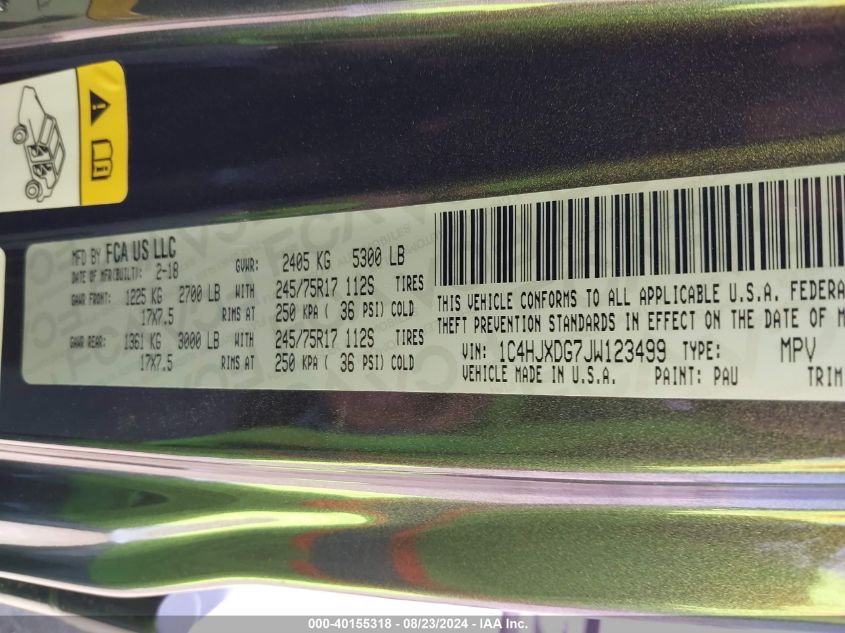 MFD BY FCA US LLC
DATE OF MFR(BUILT): 2-18 GVWR: 2405 KG 5300 LB
GAWR FRONT: 1225 KG 2700 LB WITH 245/75R17 112S TIRES
17X7.5 RIMS AT 250 KPA ( 36 PSI) COLD
GAWR REAR: 1361 KG 3000 LB WITH 245/75R17 112S TIRES
17X7.5 RIMS AT 250 KPA ( 36 PSI) COLD
THIS VEHICLE CONFORMS TO ALL APPLICABLE U.S.A. FEDERA
THEFT PREVENTION STANDARDS IN EFFECT ON THE DATE OF M
VIN: 1C4HJXDG7JW123499 TYPE: MPV
VEHICLE MADE IN U.S.A. PAINT: PAU TRIM
000-40155318 - 08/23/2024 - IAA Inc.